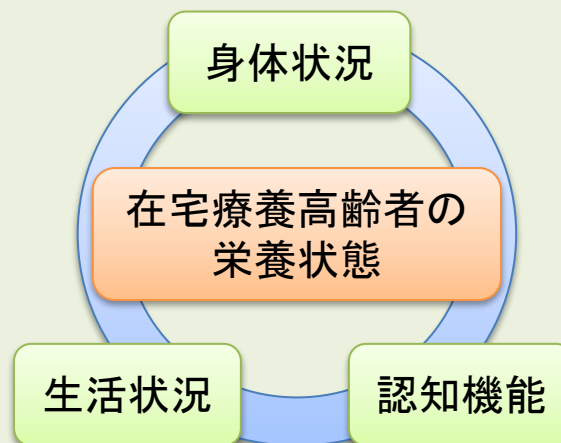 身体状況
在宅療養高齢者の
栄養状態
生活状況
認知機能